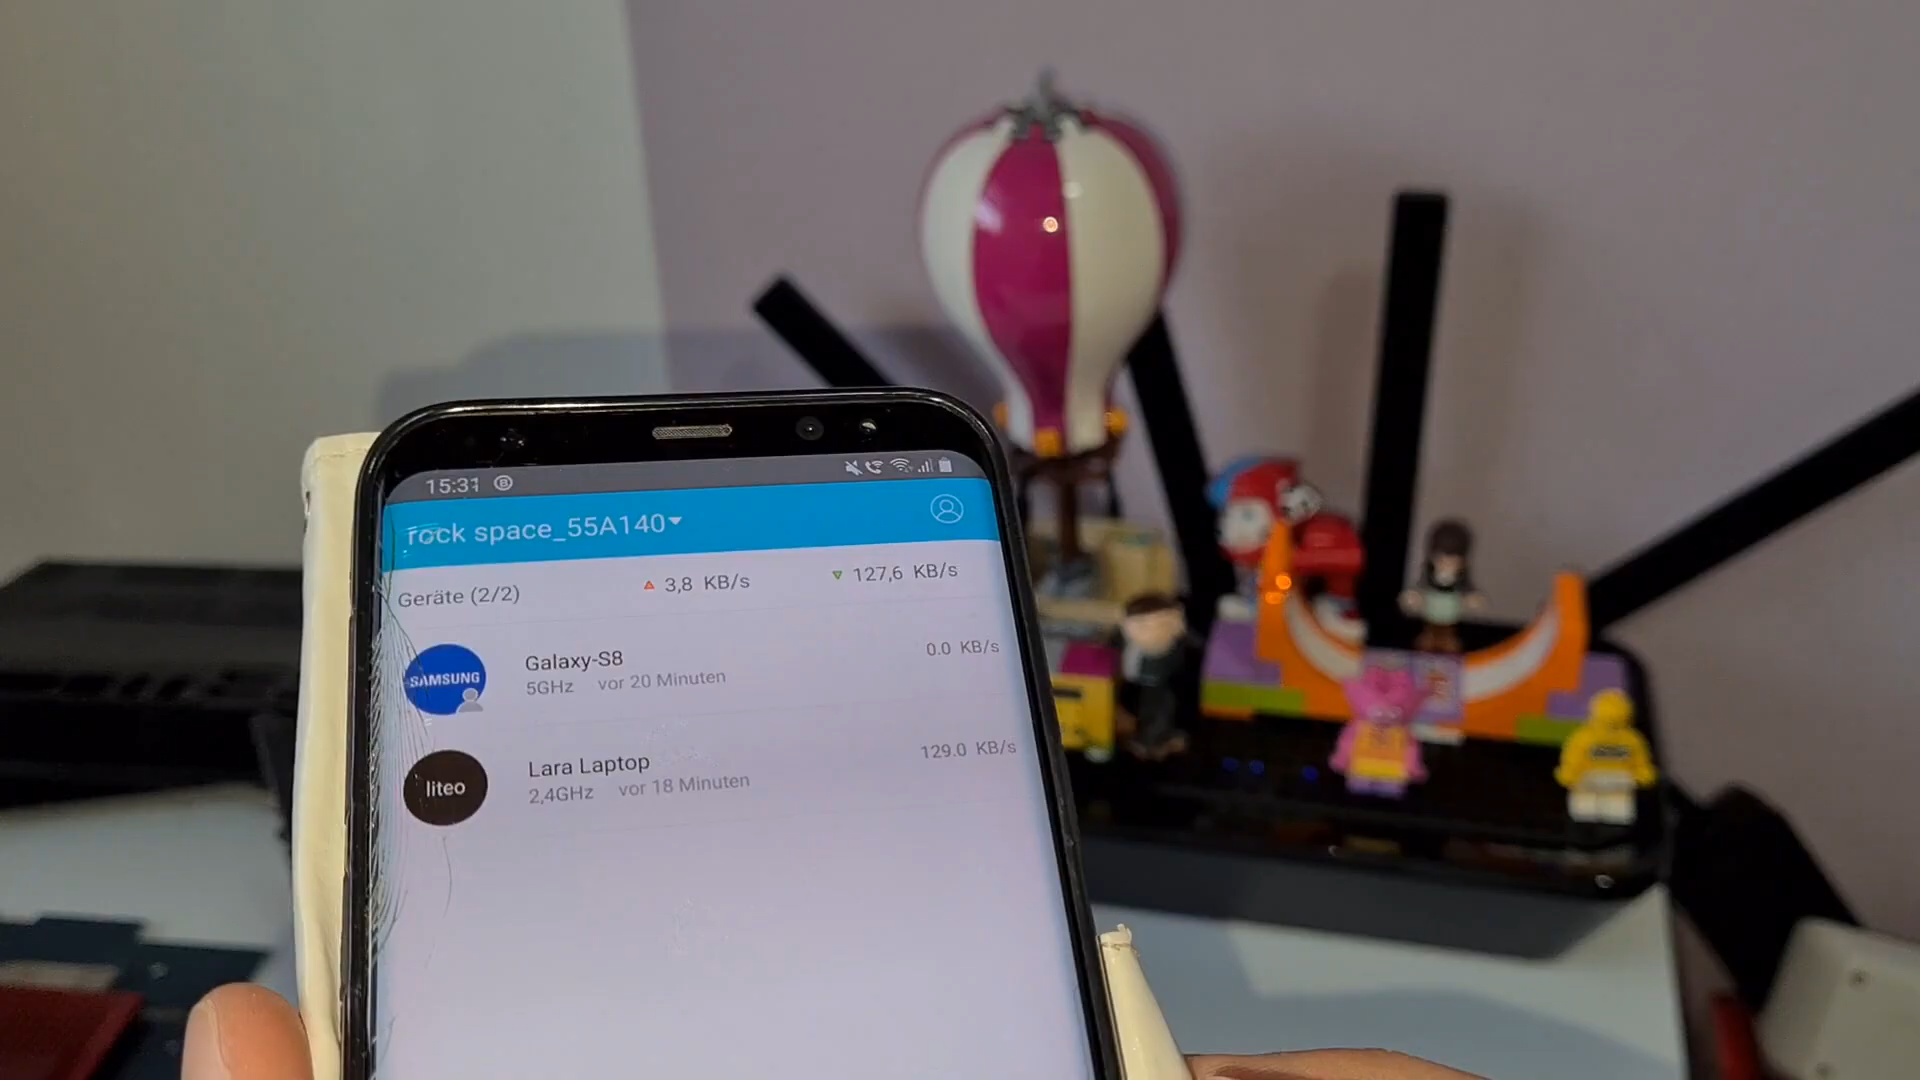 15:31
rock space_55A140
Geräte (2/2) 3,8 KB/s 127,6 KB/s
SAMSUNG
Galaxy-S8
0.0 KB/s
5GHz vor 20 Minuten
liteo
Lara Laptop
129.0 KB/s
2,4GHz vor 18 Minuten